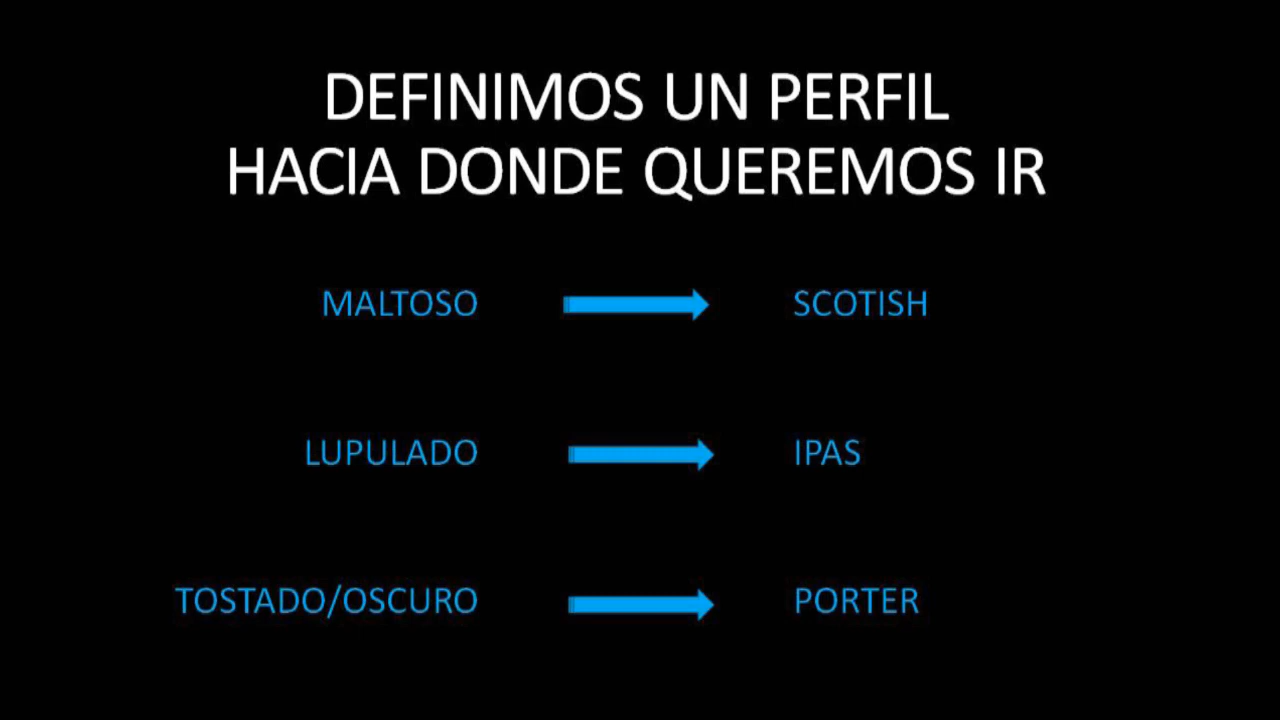 DEFINIMOS UN PERFIL
HACIA DONDE QUEREMOS IR
MALTOSO SCOTISH
LUPULADO IPAS
TOSTADO/OSCURO PORTER